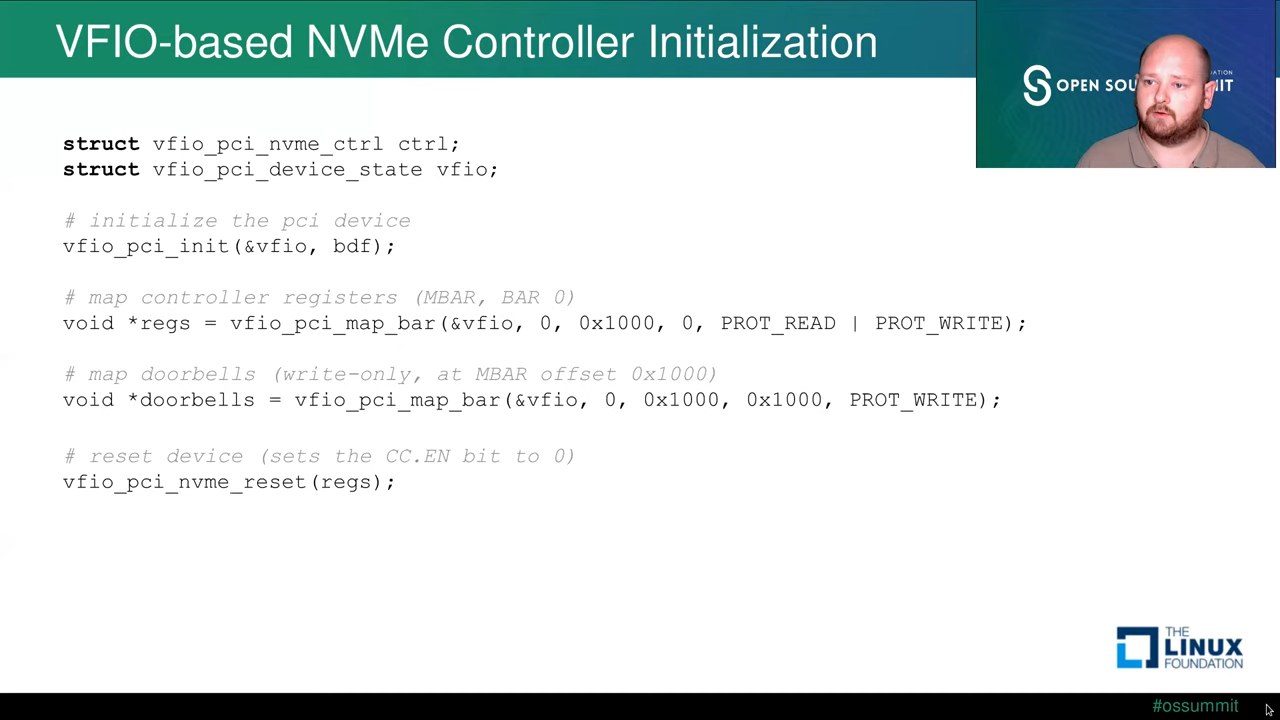 VFIO-based NVMe Controller Initialization
OPEN SOU
IT
struct vfio_pci_nvme_ctrl ctrl;
struct vfio_pci_device_state vfio;
# initialize the pci device
vfio_pci_init(&vfio, bdf);
# map controller registers (MBAR, BAR 0)
void *regs = vfio_pci_map_bar(&vfio, 0, 0x1000, 0, PROT_READ | PROT_WRITE);
# map doorbells (write-only, at MBAR offset 0x1000)
void *doorbells = vfio_pci_map_bar(&vfio, 0, 0x1000, 0x1000, PROT_WRITE);
# reset device (sets the CC.EN bit to 0)
vfio_pci_nvme_reset(regs);
THE
LINUX
FOUNDATION
#ossummit